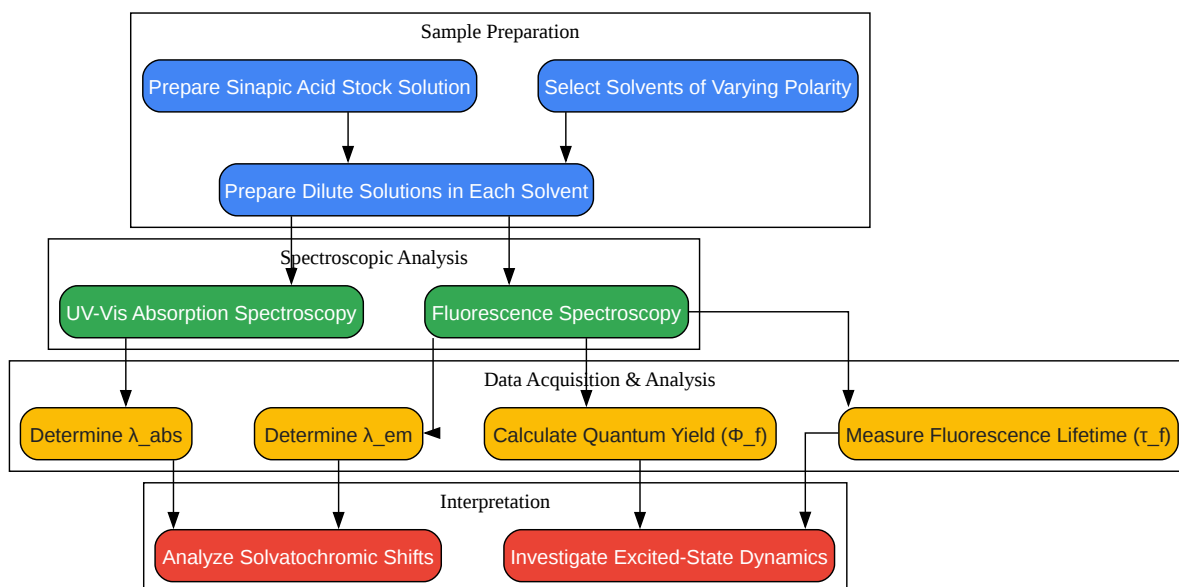 Sample Preparation
Prepare Sinapic Acid Stock Solution
Select Solvents of Varying Polarity
Prepare Dilute Solutions in Each Solvent
Spectroscopic Analysis
UV-Vis Absorption Spectroscopy
Fluorescence Spectroscopy
Data Acquisition & Analysis
Determine λ_abs
Determine λ_em
Calculate Quantum Yield (Φ_f)
Measure Fluorescence Lifetime (τ_f)
Interpretation
Analyze Solvatochromic Shifts
Investigate Excited-State Dynamics